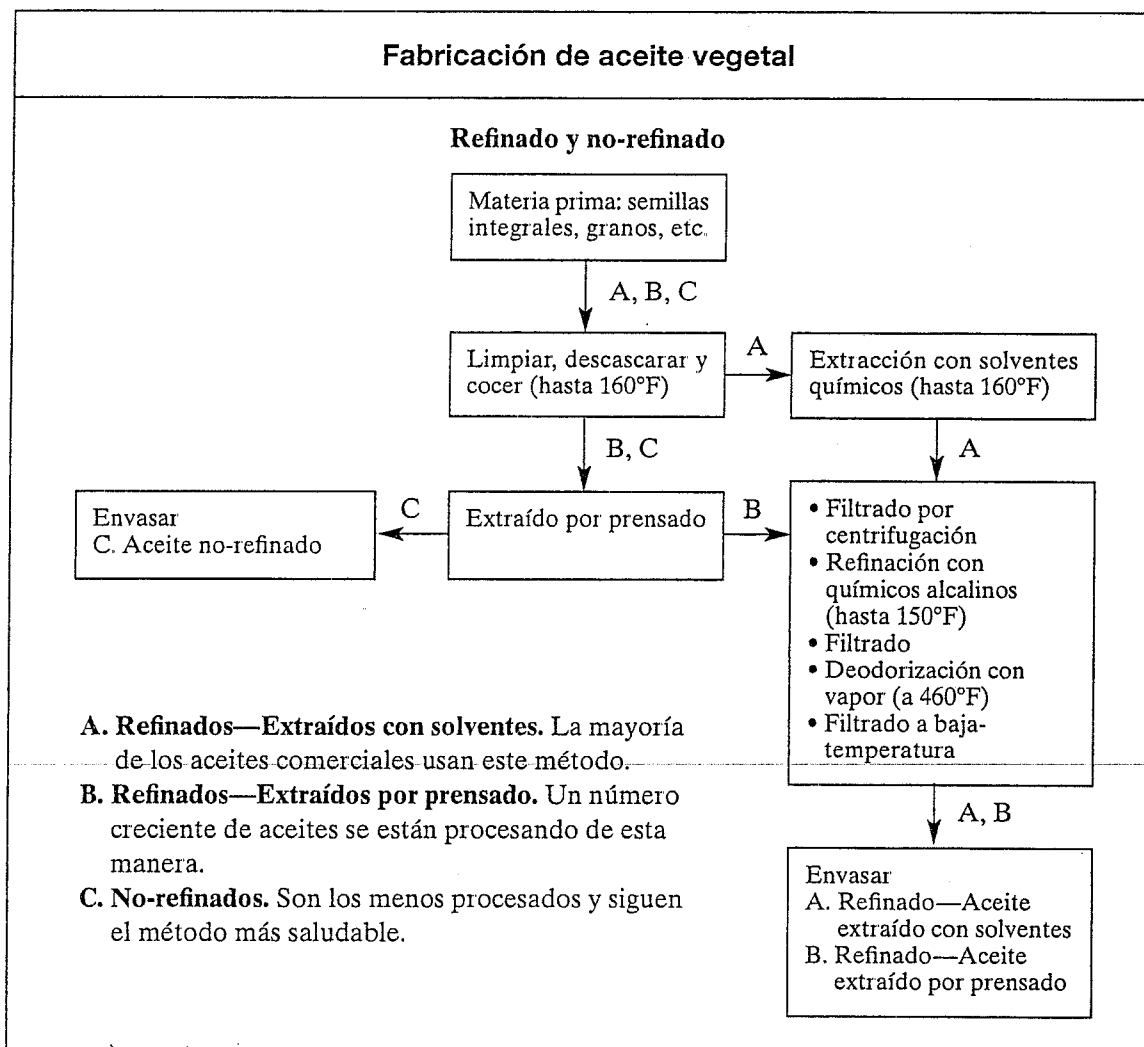 Fabricación de aceite vegetal
Refinado y no-refinado
Materia prima: semillas
integrales, granos, etc.
A, B, C
Limpiar, descascarar y
cocer (hasta 160°F)
A
Extracción con solventes
químicos (hasta 160°F)
B, C
A
Envasar
C. Aceite no-refinado
C
Extraído por prensado
B
• Filtrado por
centrifugación
• Refinación con
químicos alcalinos
(hasta 150°F)
• Filtrado
• Deodorización con
vapor (a 460°F)
• Filtrado a baja-
temperatura
A. Refinados—Extraídos con solventes. La mayoría
de los aceites comerciales usan este método.
B. Refinados—Extraídos por prensado. Un número
creciente de aceites se están procesando de esta
manera.
C. No-refinados. Son los menos procesados y siguen
el método más saludable.
A, B
Envasar
A. Refinado—Aceite
extraído con solventes
B. Refinado—Aceite
extraído por prensado